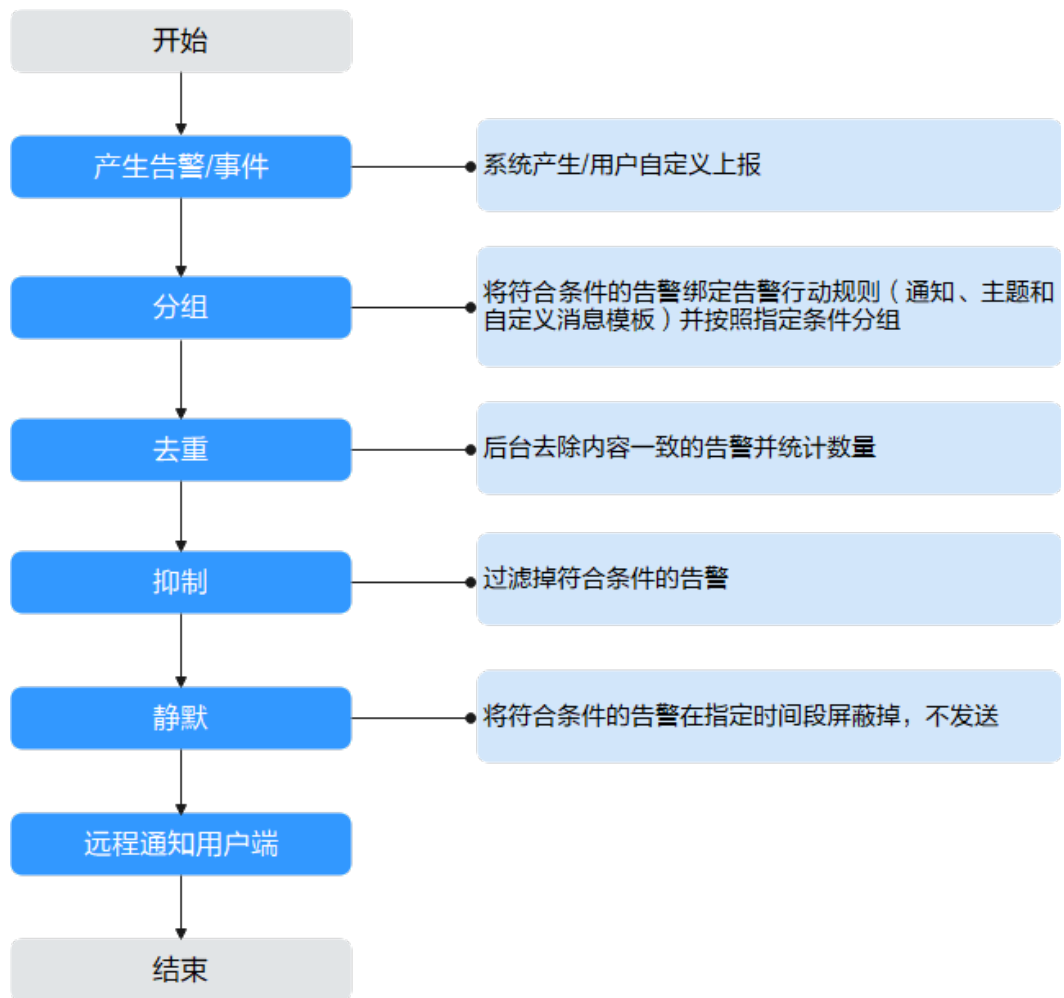 开始
产生告警/事件
系统产生/用户自定义上报
分组
将符合条件的告警绑定告警行动规则（通知、主题和
自定义消息模板）并按照指定条件分组
去重
后台去除内容一致的告警并统计数量
抑制
过滤掉符合条件的告警
静默
将符合条件的告警在指定时间段屏蔽掉，不发送
远程通知用户端
结束